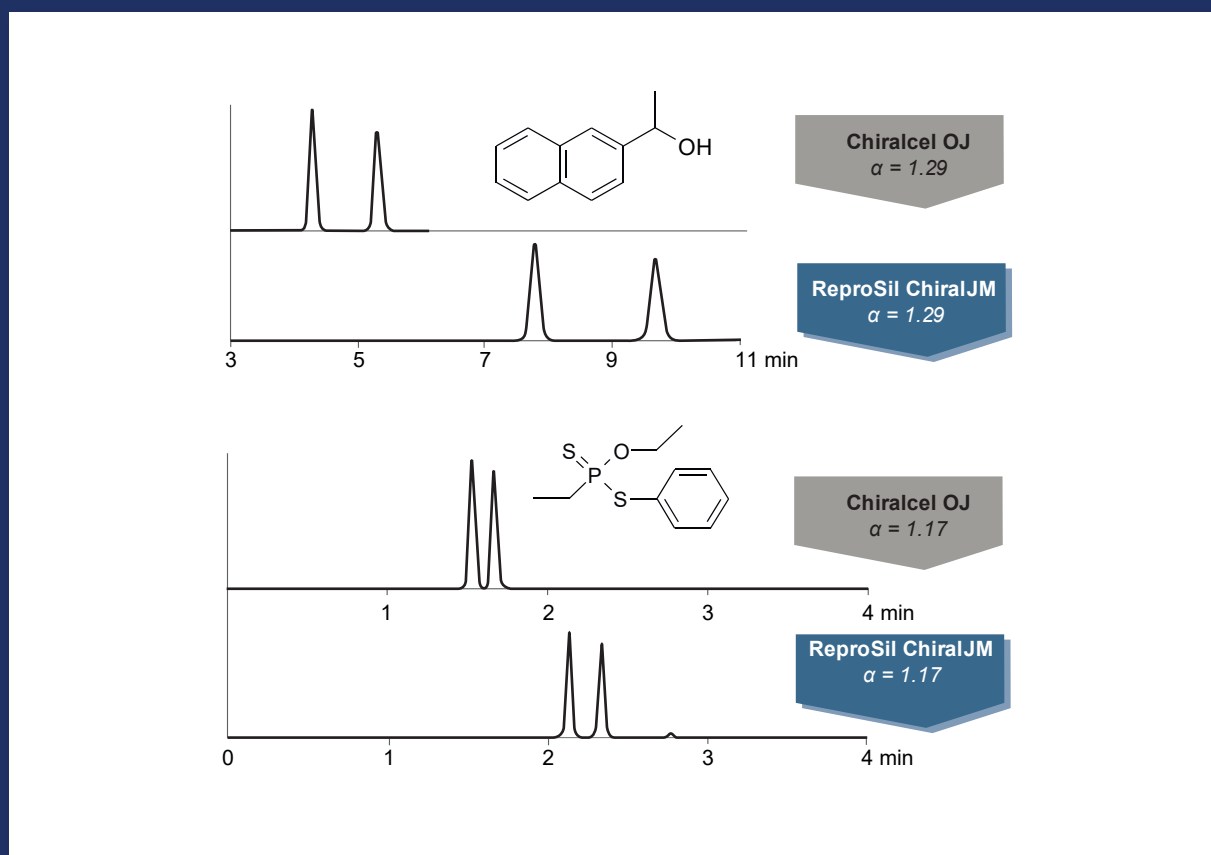 OH
Chiralcel OJ
α = 1.29
ReproSil ChiralJM
α = 1.29
3 5 7 9 11 min
S O
P
S
Chiralcel OJ
α = 1.17
1 2 3 4 min
ReproSil ChiralJM
α = 1.17
0 1 2 3 4 min